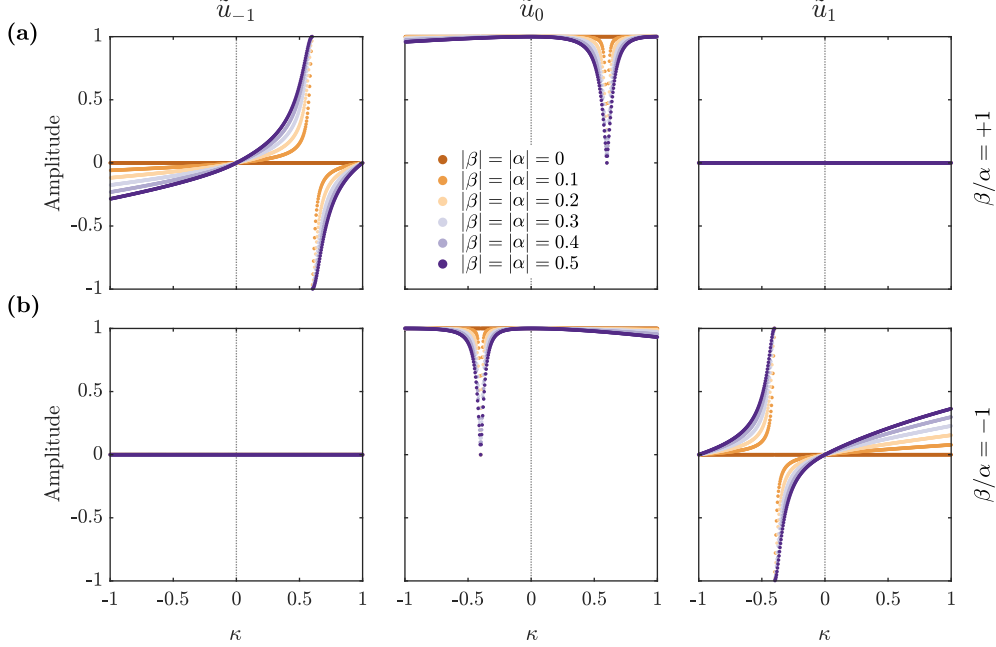 ũ₋₁ ũ₀ ũ₁
(a)
1
0.5
0
-0.5
-1
Amplitude
|β| = |α| = 0
|β| = |α| = 0.1
|β| = |α| = 0.2
|β| = |α| = 0.3
|β| = |α| = 0.4
|β| = |α| = 0.5
β/α = +1
(b)
1
0.5
0
-0.5
-1
Amplitude
β/α = −1
-1 -0.5 0 0.5 1 -1 -0.5 0 0.5 1 -1 -0.5 0 0.5 1
κ κ κ